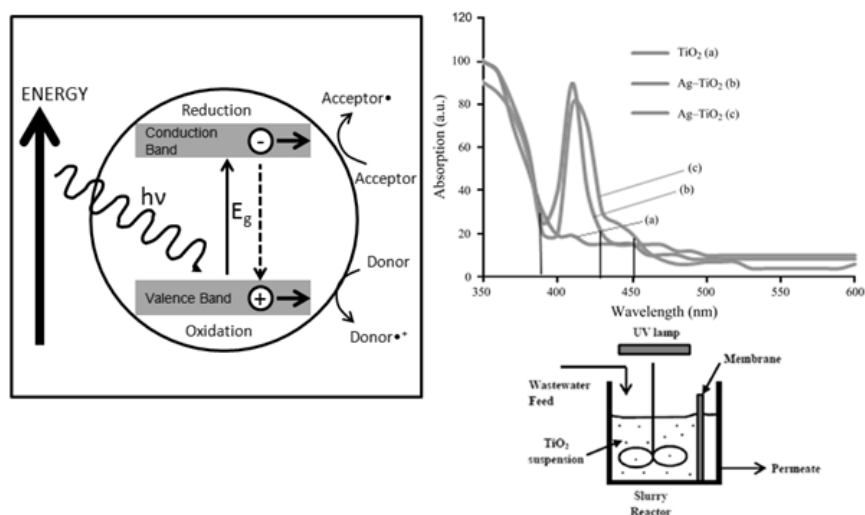 ENERGY
hν
Reduction
Conduction
Band
-
Eg
Valence Band
+
Oxidation
Acceptor•
Acceptor
Donor
Donor•⁺
Absorption (a.u.)
120
100
80
60
40
20
0
350
400
450
500
550
600
Wavelength (nm)
TiO₂ (a)
Ag–TiO₂ (b)
Ag–TiO₂ (c)
(c)
(b)
(a)
UV lamp
Membrane
Wastewater
Feed
TiO₂
suspension
Permeate
Slurry
Reactor